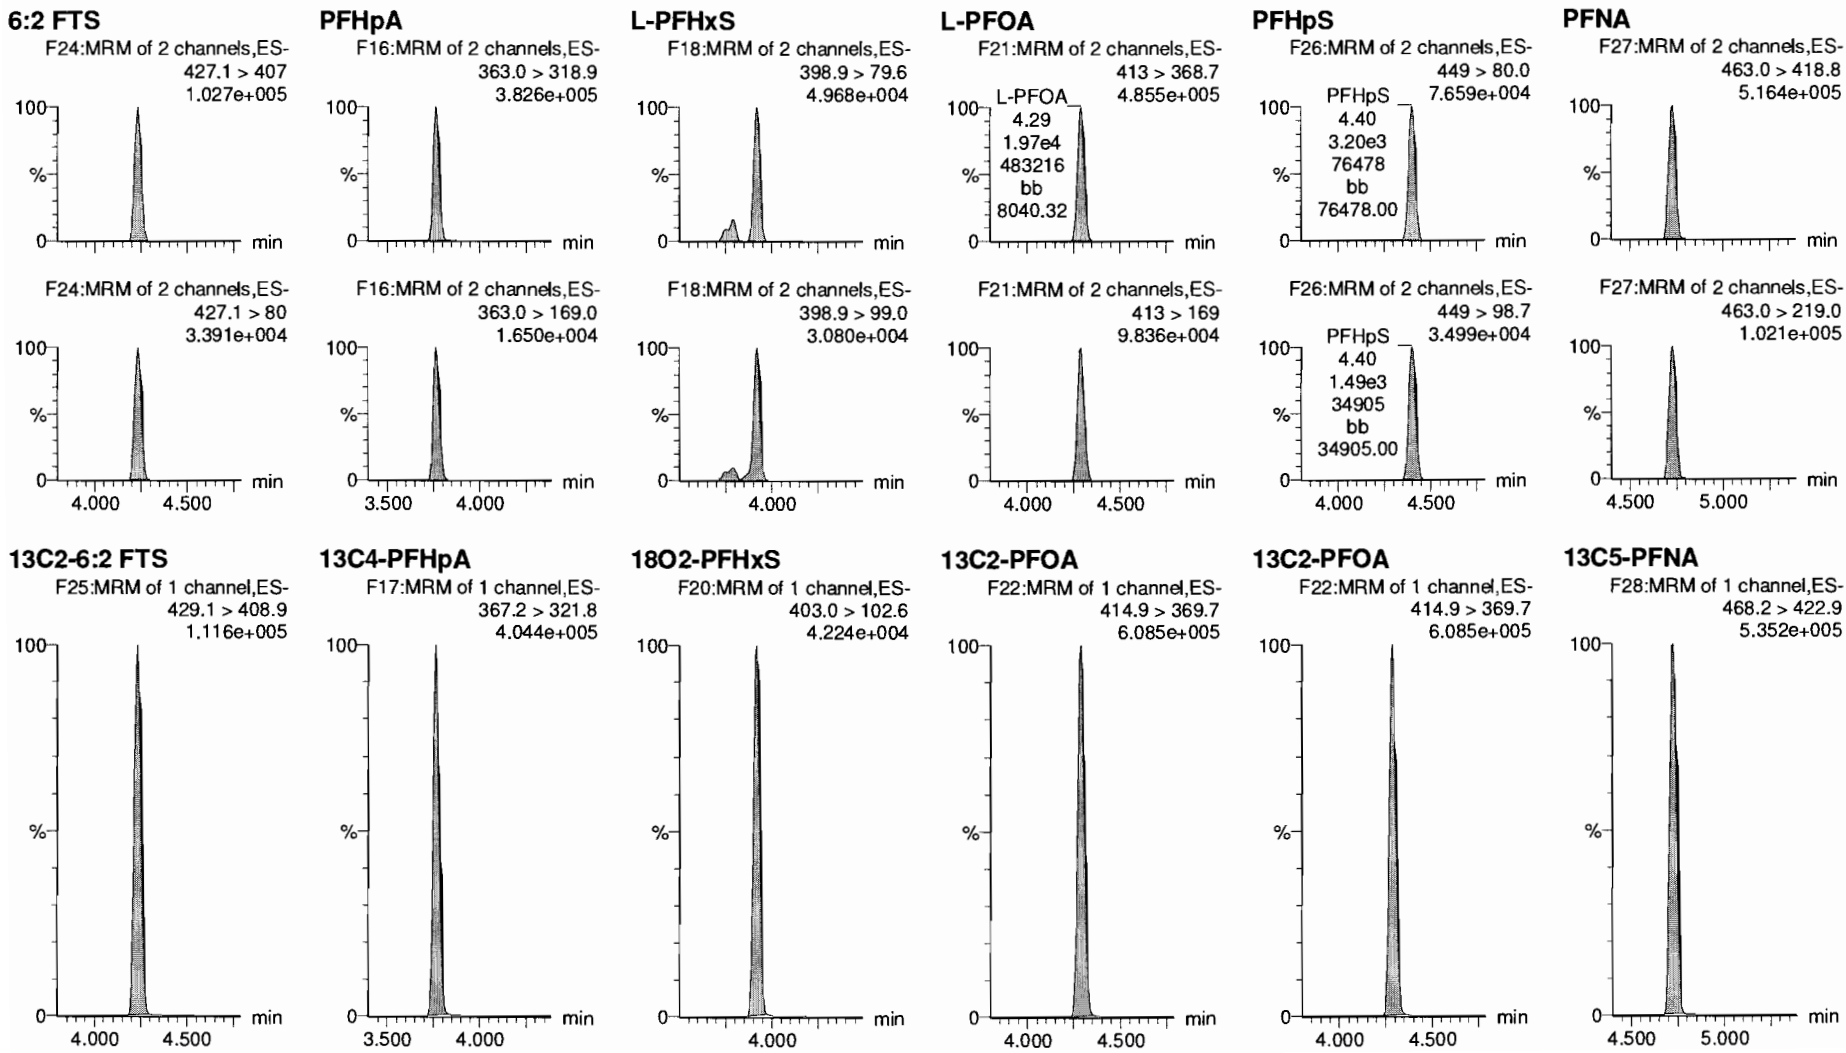 6:2 FTS
F24:MRM of 2 channels,ES-
427.1 > 407
1.027e+005
100
%
0
min
PFHpA
F16:MRM of 2 channels,ES-
363.0 > 318.9
3.826e+005
100
%
0
min
L-PFHxS
F18:MRM of 2 channels,ES-
398.9 > 79.6
4.968e+004
100
%
0
min
L-PFOA
F21:MRM of 2 channels,ES-
413 > 368.7
4.855e+005
L-PFOA
4.29
1.97e4
483216
bb
8040.32
100
%
0
min
PFHpS
F26:MRM of 2 channels,ES-
449 > 80.0
7.659e+004
PFHpS
4.40
3.20e3
76478
bb
76478.00
100
%
0
min
PFNA
F27:MRM of 2 channels,ES-
463.0 > 418.8
5.164e+005
100
%
0
min
F24:MRM of 2 channels,ES-
427.1 > 80
3.391e+004
100
%
0
min
4.000 4.500
F16:MRM of 2 channels,ES-
363.0 > 169.0
1.650e+004
100
%
0
min
3.500 4.000
F18:MRM of 2 channels,ES-
398.9 > 99.0
3.080e+004
100
%
0
min
4.000
F21:MRM of 2 channels,ES-
413 > 169
9.836e+004
100
%
0
min
4.000 4.500
F26:MRM of 2 channels,ES-
449 > 98.7
3.499e+004
PFHpS
4.40
1.49e3
34905
bb
34905.00
100
%
0
min
4.000 4.500
F27:MRM of 2 channels,ES-
463.0 > 219.0
1.021e+005
100
%
0
min
4.500 5.000
13C2-6:2 FTS
F25:MRM of 1 channel,ES-
429.1 > 408.9
1.116e+005
100
%
0
min
4.000 4.500
13C4-PFHpA
F17:MRM of 1 channel,ES-
367.2 > 321.8
4.044e+005
100
%
0
min
3.500 4.000
18O2-PFHxS
F20:MRM of 1 channel,ES-
403.0 > 102.6
4.224e+004
100
%
0
min
4.000
13C2-PFOA
F22:MRM of 1 channel,ES-
414.9 > 369.7
6.085e+005
100
%
0
min
4.000 4.500
13C2-PFOA
F22:MRM of 1 channel,ES-
414.9 > 369.7
6.085e+005
100
%
0
min
4.000 4.500
13C5-PFNA
F28:MRM of 1 channel,ES-
468.2 > 422.9
5.352e+005
100
%
0
min
4.500 5.000